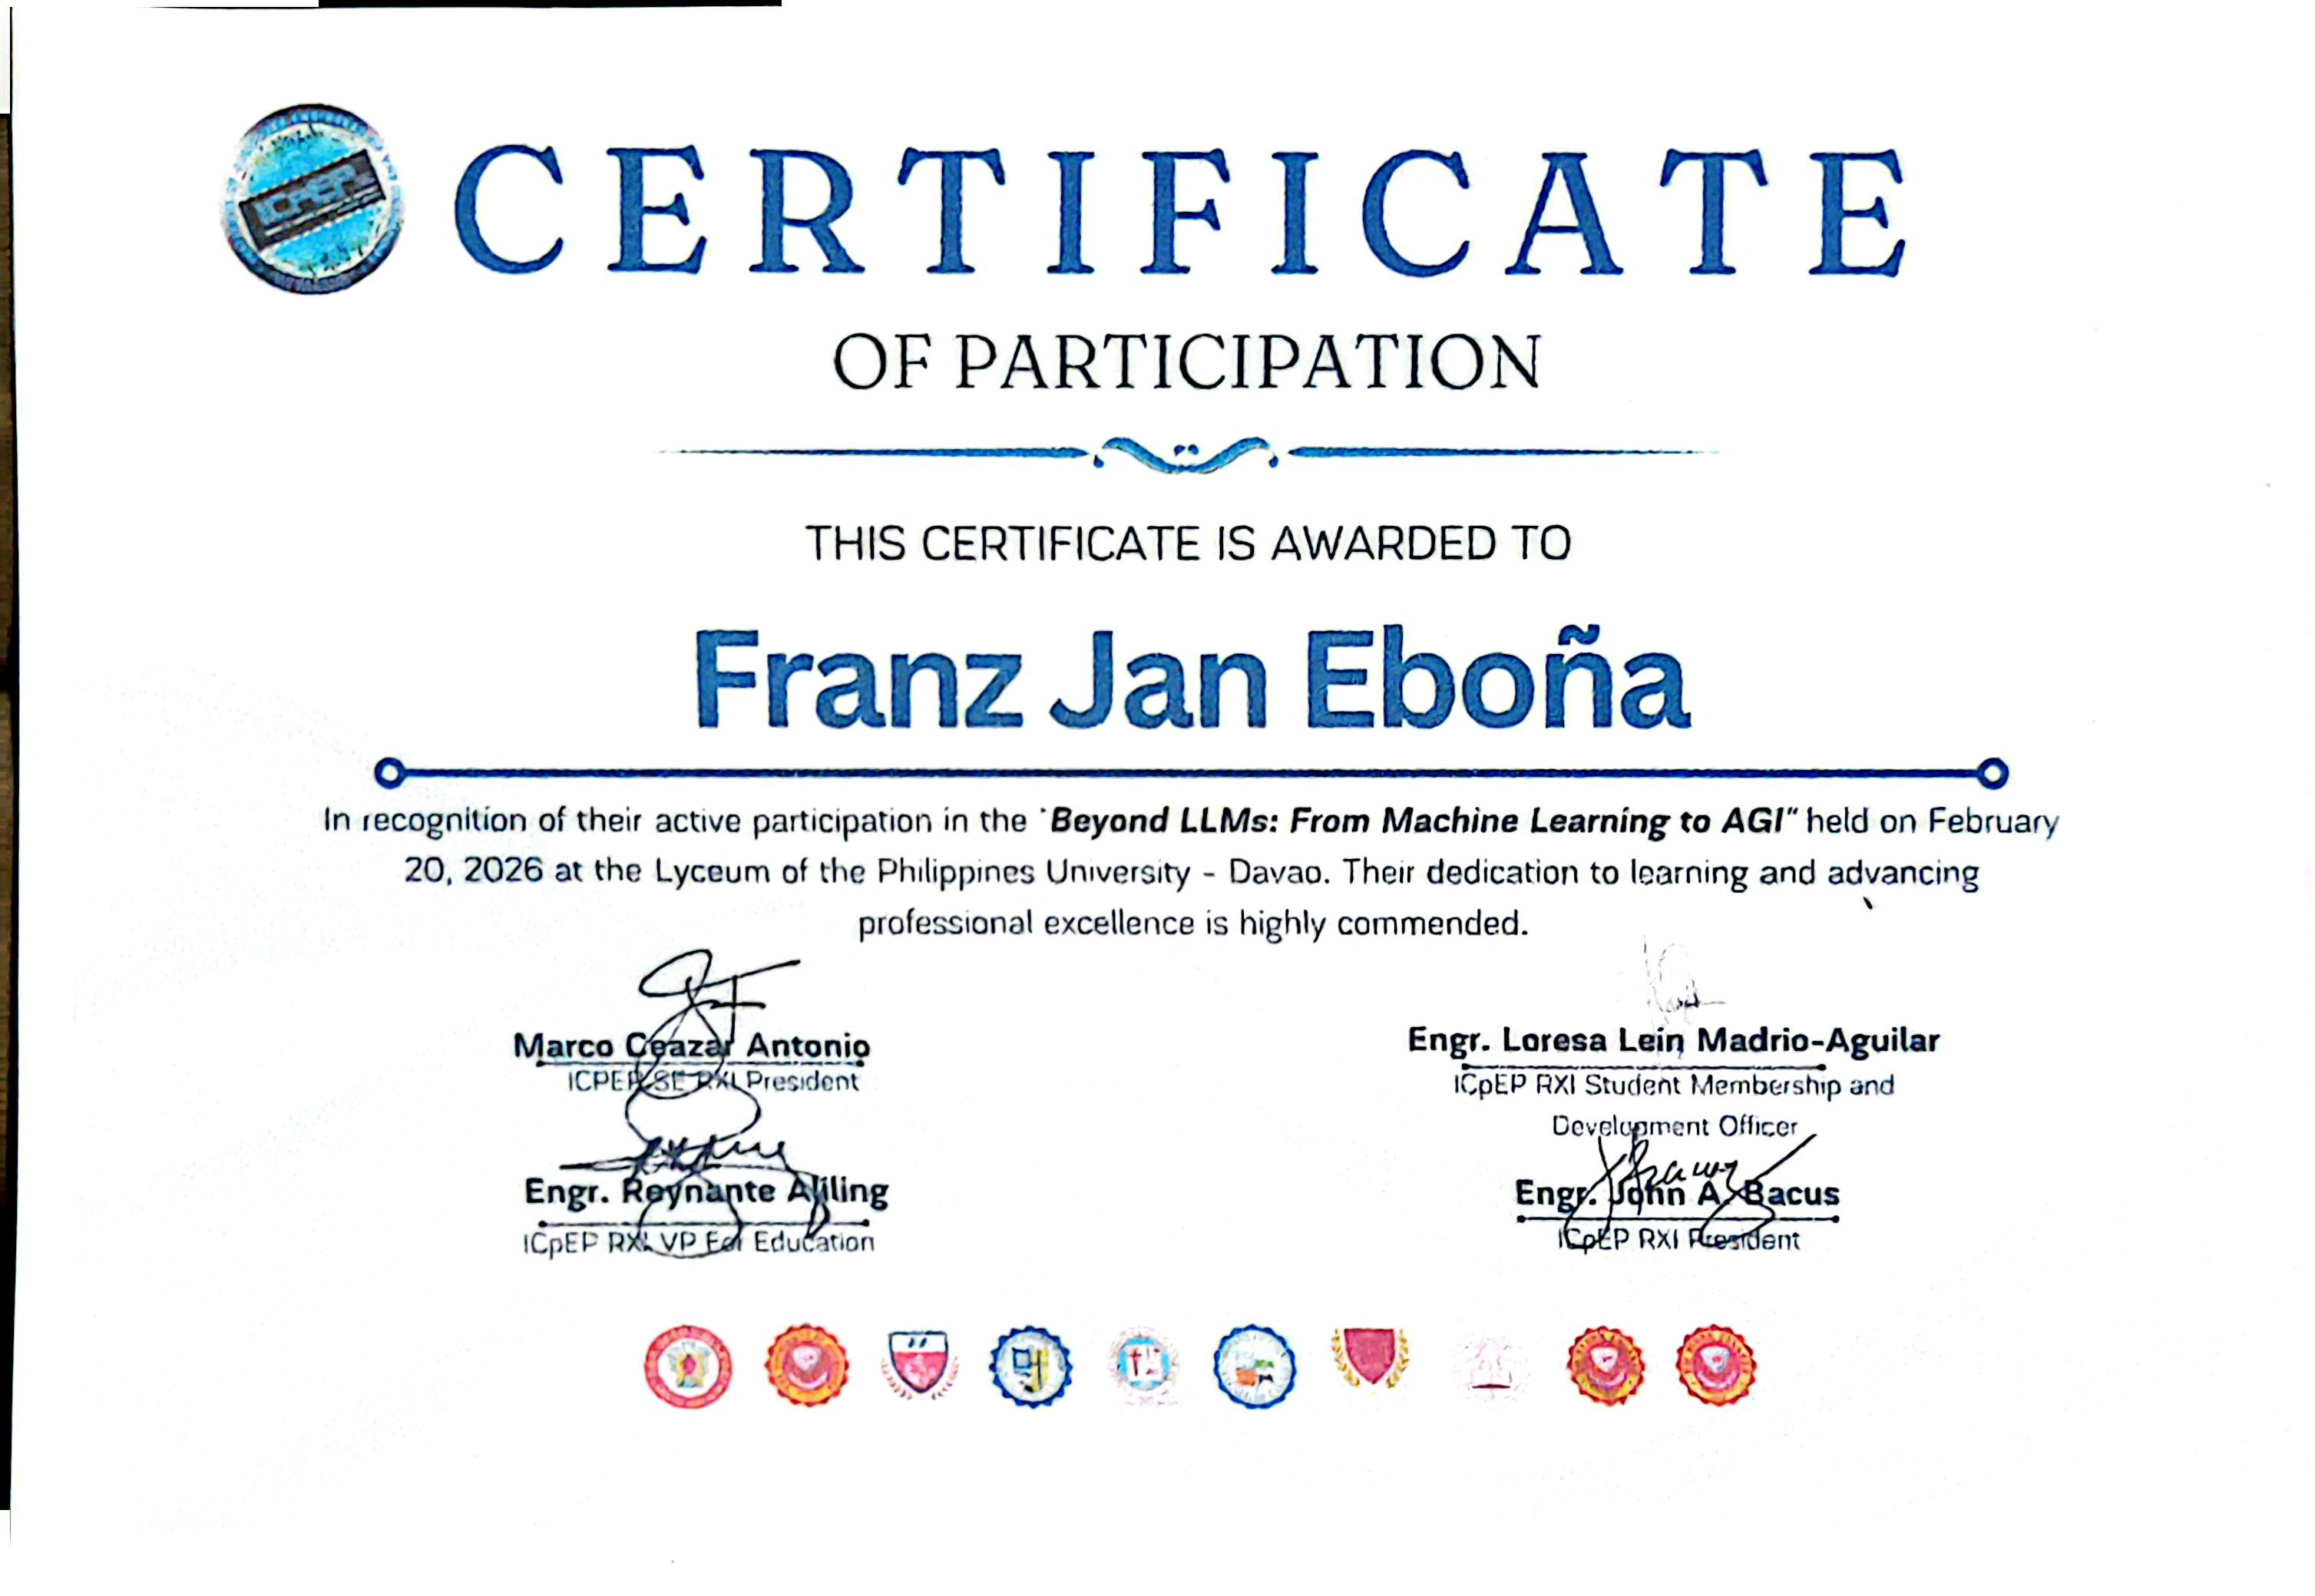 ICPEP
CERTIFICATE
OF PARTICIPATION
THIS CERTIFICATE IS AWARDED TO
Franz Jan Eboña
In recognition of their active participation in the "Beyond LLMs: From Machine Learning to AGI" held on February
20, 2026 at the Lyceum of the Philippines University - Davao. Their dedication to learning and advancing
professional excellence is highly commended.
Marco Ceazar Antonio
ICPEP SE RXI President
Engr. Loresa Lein Madrio-Aguilar
ICpEP RXI Student Membership and
Development Officer
Engr. Reynante Aliling
ICpEP RXI VP For Education
Engr. John A. Bacus
ICpEP RXI President